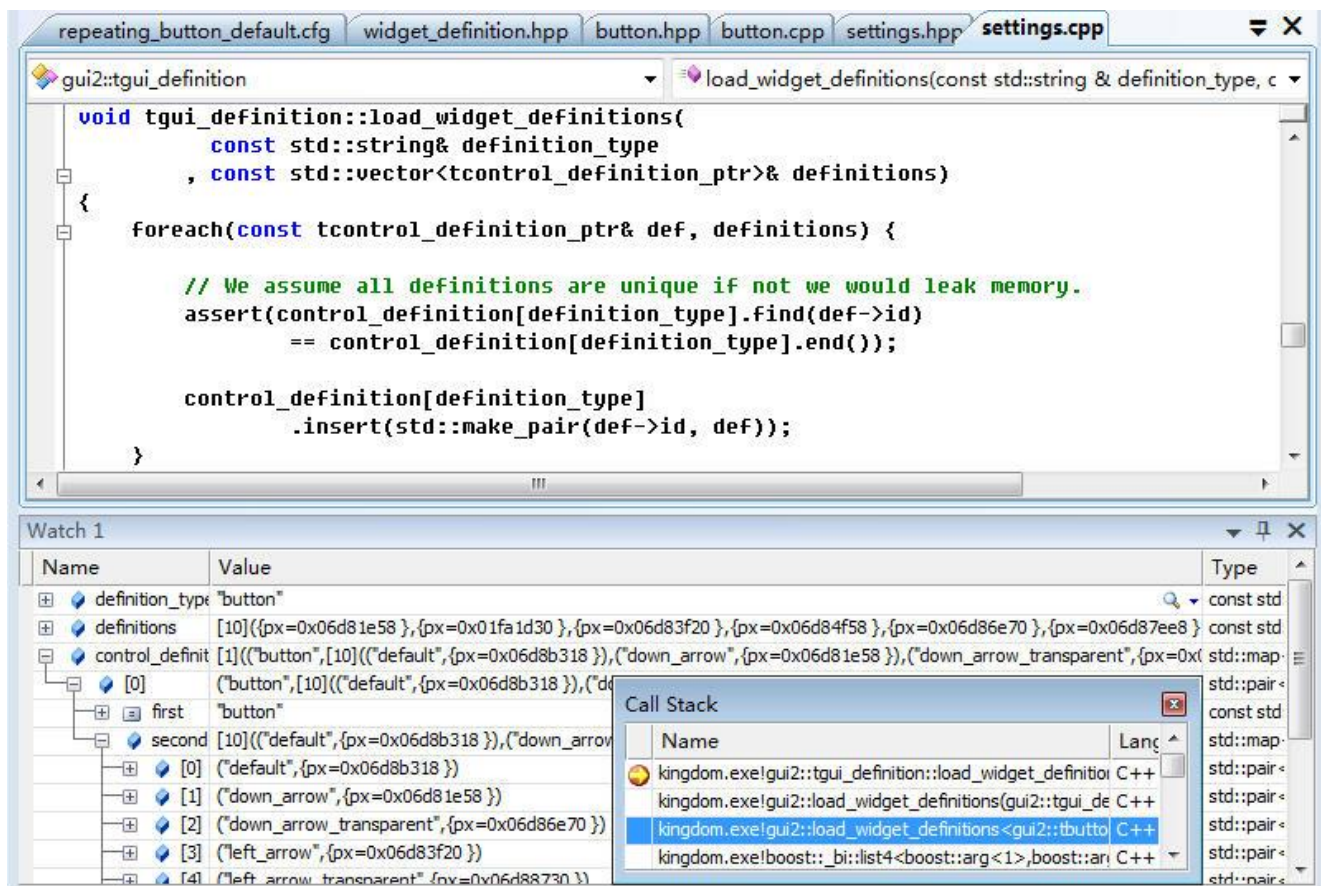 repeating_button_default.cfg widget_definition.hpp button.hpp button.cpp settings.hpp settings.cpp
gui2::tgui_definition load_widget_definitions(const std::string & definition_type, c
void tgui_definition::load_widget_definitions(
const std::string& definition_type
, const std::vector<tcontrol_definition_ptr>& definitions)
{
foreach(const tcontrol_definition_ptr& def, definitions) {
// We assume all definitions are unique if not we would leak memory.
assert(control_definition[definition_type].find(def->id)
== control_definition[definition_type].end());
control_definition[definition_type]
.insert(std::make_pair(def->id, def));
}
Watch 1
Name Value Type
definition_type "button" const std
definitions [10]({px=0x06d81e58 },{px=0x01fa1d30 },{px=0x06d83f20 },{px=0x06d84f58 },{px=0x06d86e70 },{px=0x06d87ee8 } const std
control_definit [1](("button",[10](("default",{px=0x06d8b318 }),("down_arrow",{px=0x06d81e58 }),("down_arrow_transparent",{px=0x0 std::map
[0] ("button",[10](("default",{px=0x06d8b318 }),("do std::pair<
first "button" const std
second [10](("default",{px=0x06d8b318 }),("down_arrow std::map
[0] ("default",{px=0x06d8b318 }) std::pair<
[1] ("down_arrow",{px=0x06d81e58 }) std::pair<
[2] ("down_arrow_transparent",{px=0x06d86e70 }) std::pair<
[3] ("left_arrow",{px=0x06d83f20 }) std::pair<
[4] ("left_arrow_transparent",{px=0x06d88730 }) std::pair<
Call Stack
Name Lang
kingdom.exe!gui2::tgui_definition::load_widget_definition C++
kingdom.exe!gui2::load_widget_definitions(gui2::tgui_de C++
kingdom.exe!gui2::load_widget_definitions<gui2::tbutto C++
kingdom.exe!boost::_bi::list4<boost::arg<1>,boost::arg C++